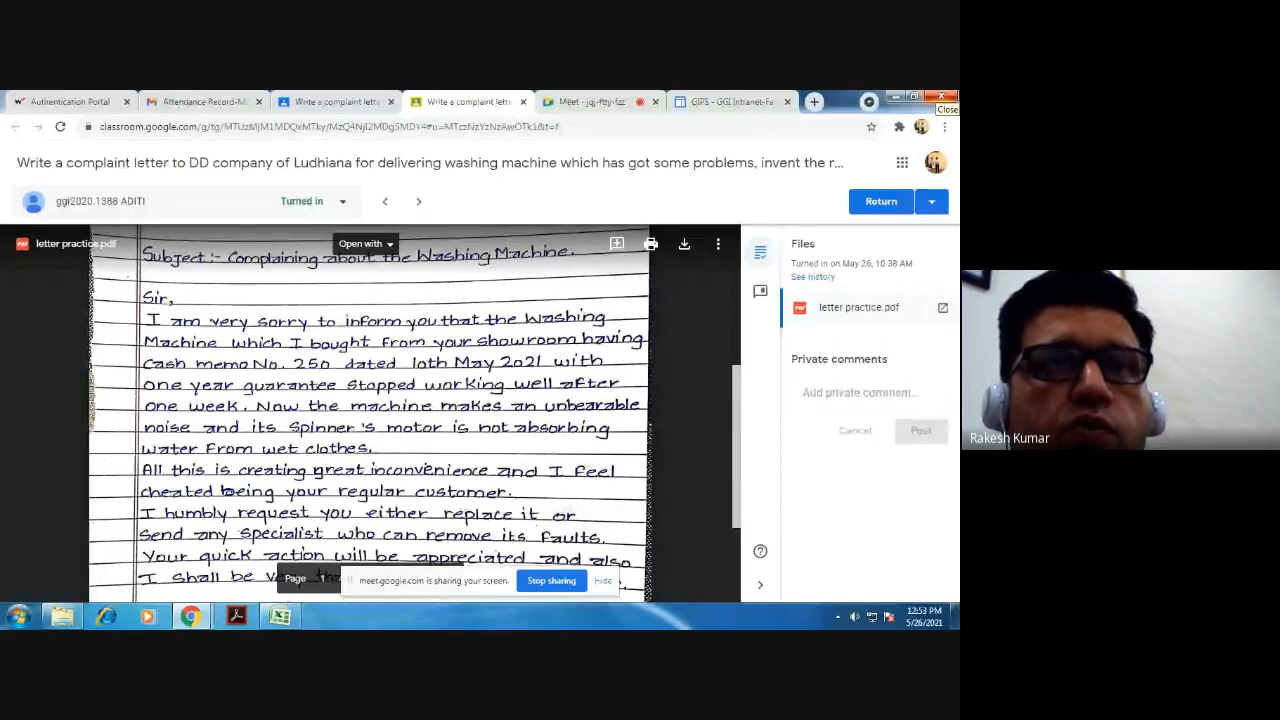 Authentication Portal
Attendance Record-M
Write a complaint lett
Write a complaint lette
Meet - jqj-ftty-fzz
GIPS - GGI Intranet-Fa
Close
Write a complaint letter to DD company of Ludhiana for delivering washing machine which has got some problems, invent the r...
ggi2020.1388 ADITI
Turned in
Return
letter practice.pdf
Open with
Subject :- Complaining about the Washing Machine.
Sir,
I am very sorry to inform you that the Washing
Machine which I bought from your showroom having
Cash memo No. 250 dated 10th May 2021 with
one year guarantee stopped working well after
one week. Now the machine makes an unbearable
noise and its spinner's motor is not absorbing
water from wet clothes.
All this is creating great inconvenience and I feel
cheated being your regular customer.
I humbly request you either replace it or
send any specialist who can remove its faults.
Your quick action will be appreciated and also
I shall be
Page
meet.google.com is sharing your screen.
Stop sharing
Hide
Files
Turned in on May 26, 10:38 AM
See history
letter practice.pdf
Private comments
Add private comment...
Cancel
Post
12:53 PM
5/26/2021
Rakesh Kumar